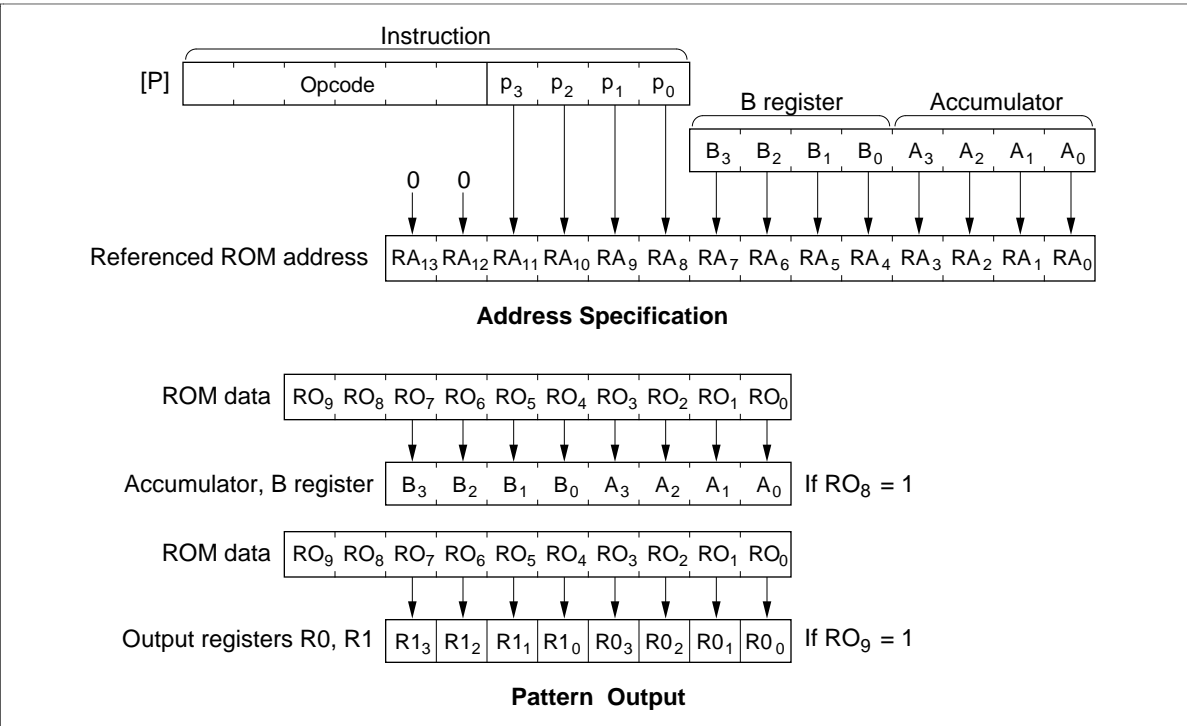 Instruction
[P] Opcode p3 p2 p1 p0
B register Accumulator
B3 B2 B1 B0 A3 A2 A1 A0
0 0
Referenced ROM address RA13 RA12 RA11 RA10 RA9 RA8 RA7 RA6 RA5 RA4 RA3 RA2 RA1 RA0
Address Specification
ROM data RO9 RO8 RO7 RO6 RO5 RO4 RO3 RO2 RO1 RO0
Accumulator, B register B3 B2 B1 B0 A3 A2 A1 A0 If RO8 = 1
ROM data RO9 RO8 RO7 RO6 RO5 RO4 RO3 RO2 RO1 RO0
Output registers R0, R1 R13 R12 R11 R10 R03 R02 R01 R00 If RO9 = 1
Pattern Output